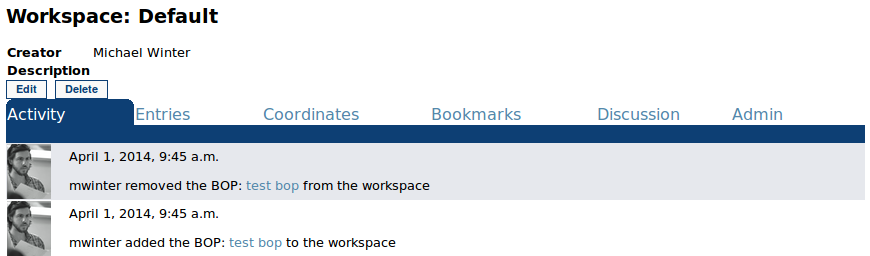 Workspace: Default
Creator Michael Winter
Description
Edit Delete
Activity Entries Coordinates Bookmarks Discussion Admin
April 1, 2014, 9:45 a.m.
mwinter removed the BOP: test bop from the workspace
April 1, 2014, 9:45 a.m.
mwinter added the BOP: test bop to the workspace